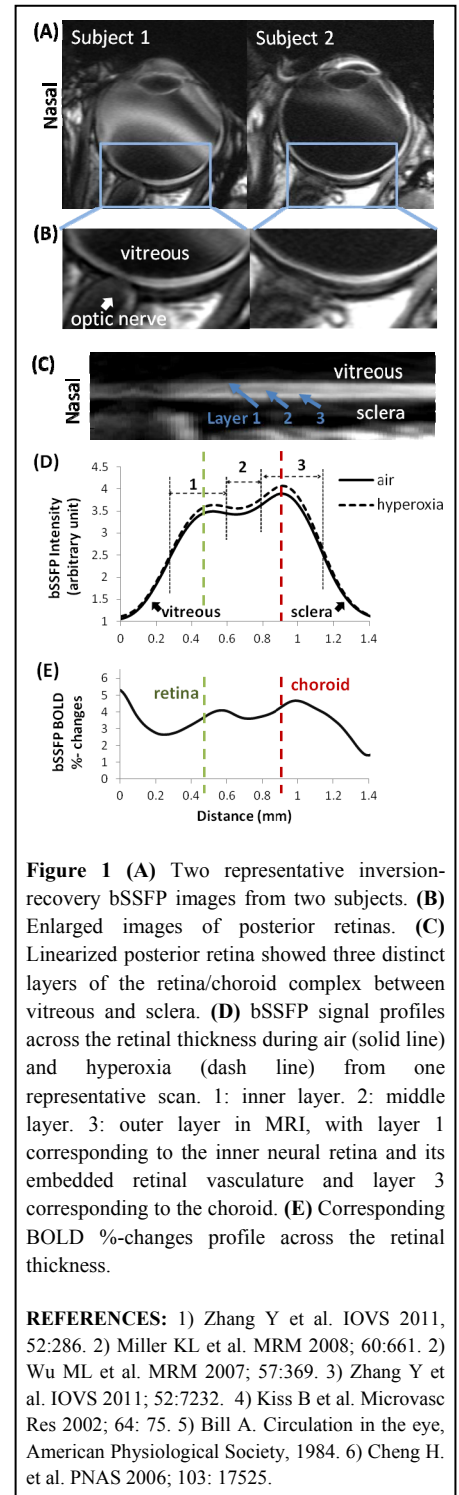 (A)
Subject 1
Subject 2
Nasal
(B)
vitreous
optic nerve
(C)
Nasal
vitreous
Layer 1
2
3
sclera
(D)
bSSFP Intensity
(arbitrary unit)
4.5
4
3.5
3
2.5
2
1.5
1
1
2
3
air
hyperoxia
vitreous
sclera
0
0.2
0.4
0.6
0.8
1
1.2
1.4
(E)
bSSFP BOLD
%- changes
6
5
4
3
2
1
0
retina
choroid
0
0.2
0.4
0.6
0.8
1
1.2
1.4
Distance (mm)
Figure 1 (A) Two representative inversion-
recovery bSSFP images from two subjects. (B)
Enlarged images of posterior retinas. (C)
Linearized posterior retina showed three distinct
layers of the retina/choroid complex between
vitreous and sclera. (D) bSSFP signal profiles
across the retinal thickness during air (solid line)
and hyperoxia (dash line) from one
representative scan. 1: inner layer. 2: middle
layer. 3: outer layer in MRI, with layer 1
corresponding to the inner neural retina and its
embedded retinal vasculature and layer 3
corresponding to the choroid. (E) Corresponding
BOLD %-changes profile across the retinal
thickness.
REFERENCES: 1) Zhang Y et al. IOVS 2011,
52:286. 2) Miller KL et al. MRM 2008; 60:661. 2)
Wu ML et al. MRM 2007; 57:369. 3) Zhang Y et
al. IOVS 2011; 52:7232. 4) Kiss B et al. Microvasc
Res 2002; 64: 75. 5) Bill A. Circulation in the eye,
American Physiological Society, 1984. 6) Cheng H.
et al. PNAS 2006; 103: 17525.